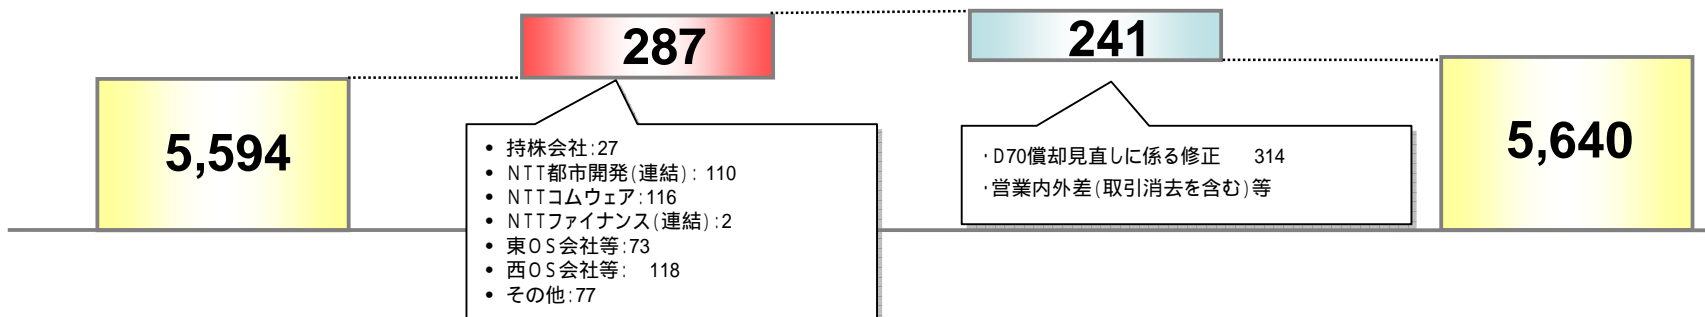 5,594
287
241
5,640
• 持株会社:27
• NTT都市開発(連結): 110
• NTTコムウェア:116
• NTTファイナンス(連結):2
• 東OS会社等:73
• 西OS会社等: 118
• その他:77
・D70償却見直しに係る修正 314
・営業内外差(取引消去を含む)等